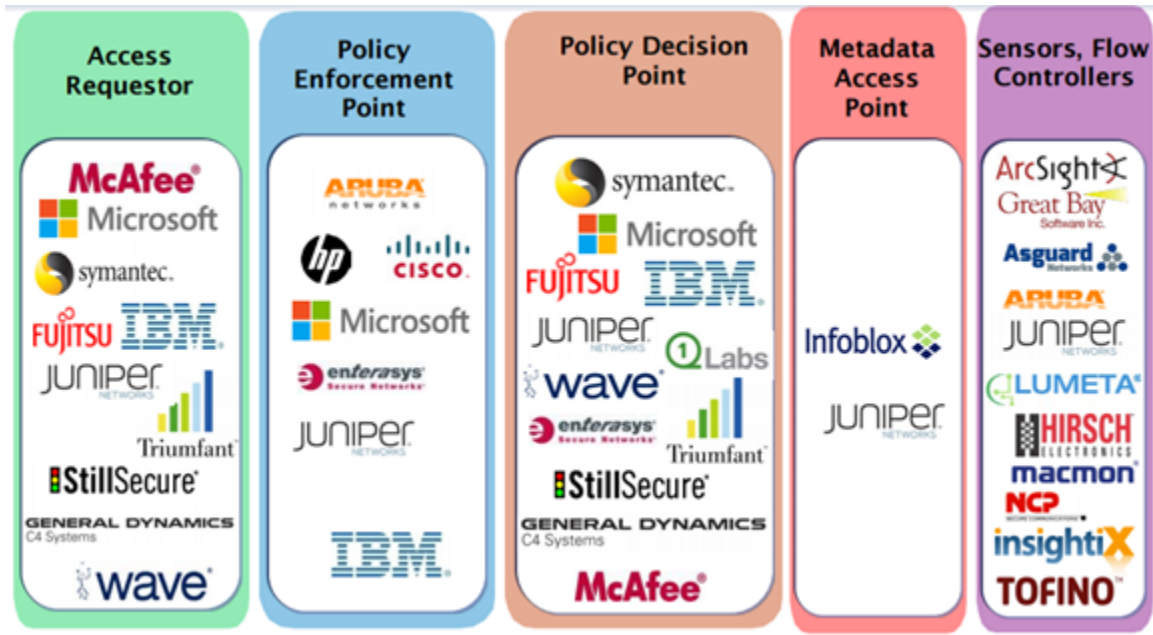 Access
Requestor
McAfee®
Microsoft
symantec.
FUJITSU
IBM.
JUNIPER
NETWORKS
Triumfant
StillSecure®
GENERAL DYNAMICS
C4 Systems
wave®
Policy
Enforcement
Point
ARUBA
networks
hp
CISCO.
Microsoft
enterasys
Secure Networks
JUNIPER
NETWORKS
IBM.
Policy Decision
Point
symantec.
Microsoft
FUJITSU
IBM.
JUNIPER
NETWORKS
Q1 Labs
wave®
enterasys
Secure Networks
Triumfant
StillSecure®
GENERAL DYNAMICS
C4 Systems
McAfee®
Metadata
Access
Point
Infoblox
JUNIPER
NETWORKS
Sensors, Flow
Controllers
ArcSight
Great Bay
Software Inc.
Asguard
Networks
ARUBA
JUNIPER
NETWORKS
LUMETA
HIRSCH
ELECTRONICS
macmon
NCP
SECURE COMMUNICATIONS
insightiX
TOFINO™